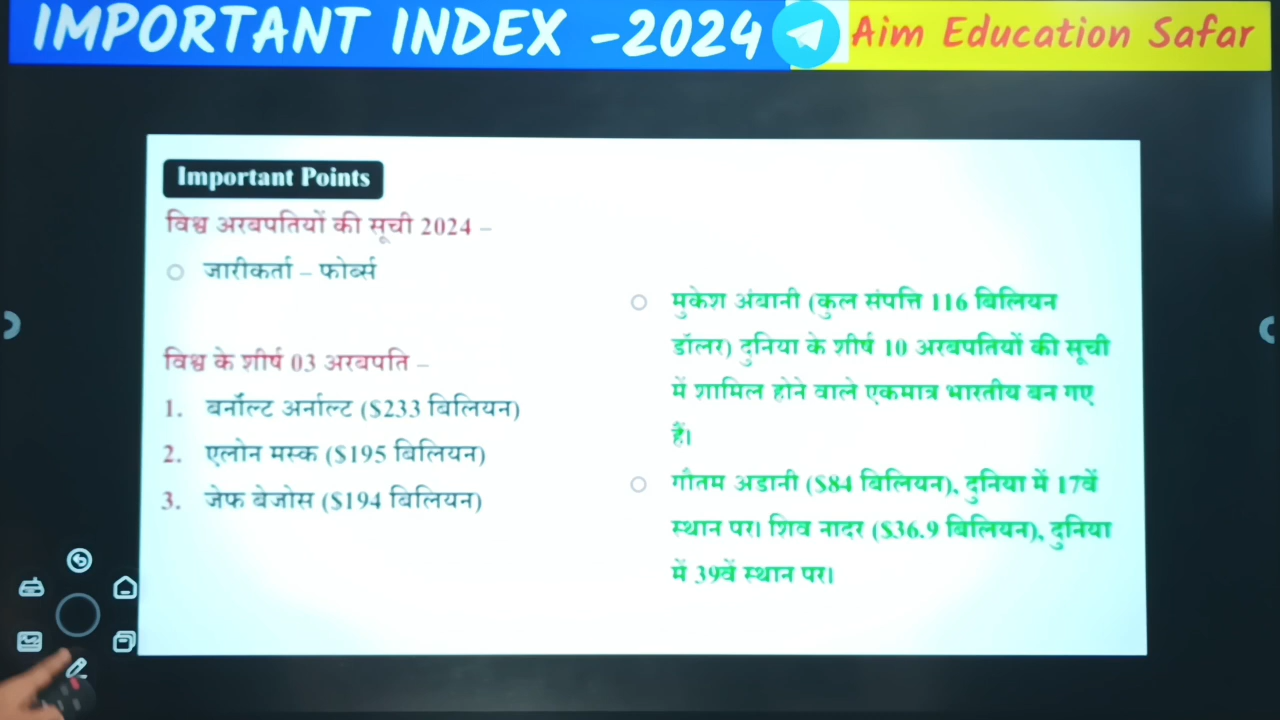 IMPORTANT INDEX -2024
Aim Education Safar
Important Points
विश्व अरबपतियों की सूची 2024 –
जारीकर्ता – फोर्ब्स
विश्व के शीर्ष 03 अरबपति –
1. बर्नॉल्ट अर्नाल्ट ($233 बिलियन)
2. एलोन मस्क ($195 बिलियन)
3. जेफ बेजोस ($194 बिलियन)
मुकेश अंबानी (कुल संपत्ति 116 बिलियन
डॉलर) दुनिया के शीर्ष 10 अरबपतियों की सूची
में शामिल होने वाले एकमात्र भारतीय बन गए
हैं।
गौतम अडानी ($84 बिलियन), दुनिया में 17वें
स्थान पर। शिव नादर ($36.9 बिलियन), दुनिया
में 39वें स्थान पर।